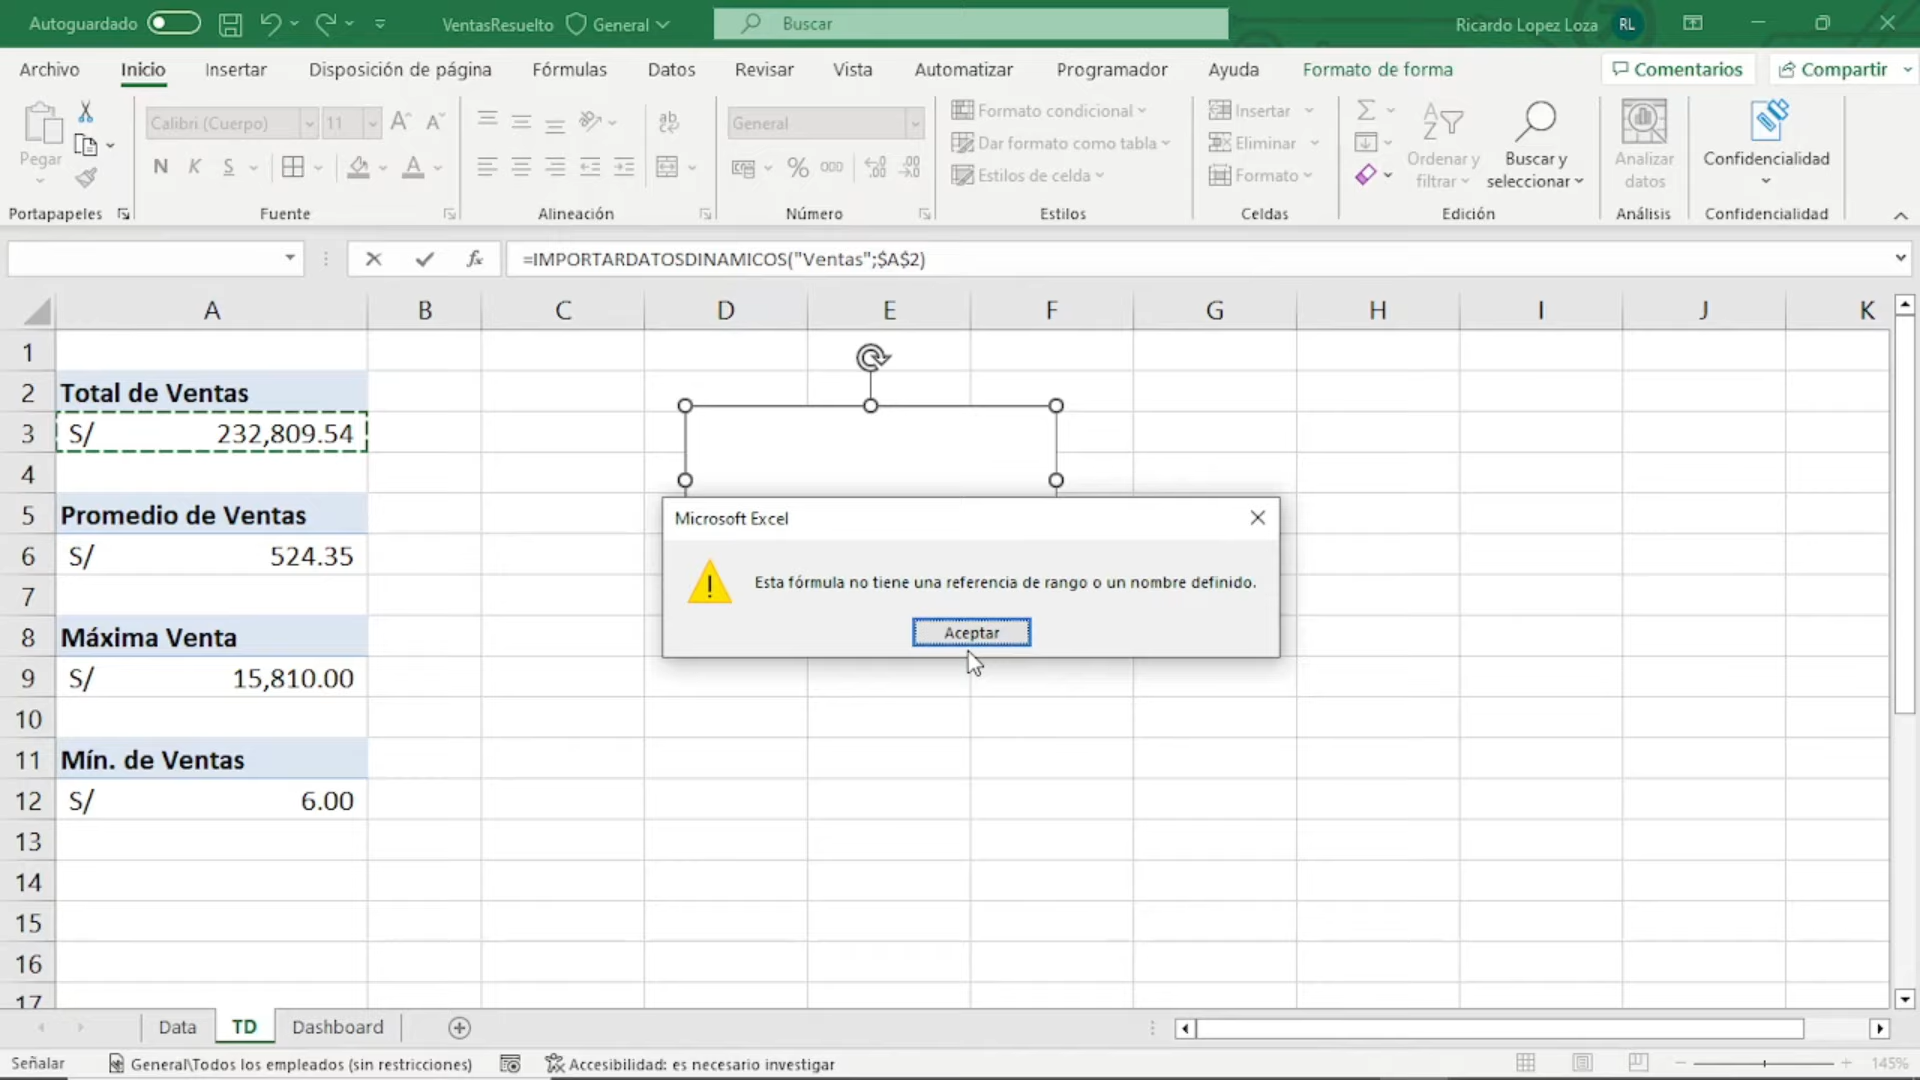 Autoguardado
VentasResuelto General
Buscar
Ricardo Lopez Loza RL
Archivo Inicio Insertar Disposición de página Fórmulas Datos Revisar Vista Automatizar Programador Ayuda Formato de forma Comentarios Compartir
Pegar
Portapapeles
Calibri (Cuerpo) 11
N K S
Fuente
Alineación
General
% 000
Número
Formato condicional
Dar formato como tabla
Estilos de celda
Estilos
Insertar
Eliminar
Formato
Celdas
Ordenar y
filtrar
Buscar y
seleccionar
Edición
Analizar
datos
Análisis
Confidencialidad
Confidencialidad
fx =IMPORTARDATOSDINAMICOS("Ventas";$A$2)
A B C D E F G H I J K
1
2 Total de Ventas
3 S/ 232,809.54
4
5 Promedio de Ventas
6 S/ 524.35
7
8 Máxima Venta
9 S/ 15,810.00
10
11 Mín. de Ventas
12 S/ 6.00
13
14
15
16
17
Microsoft Excel
Esta fórmula no tiene una referencia de rango o un nombre definido.
Aceptar
Data TD Dashboard
Señalar General\Todos los empleados (sin restricciones) Accesibilidad: es necesario investigar 145%